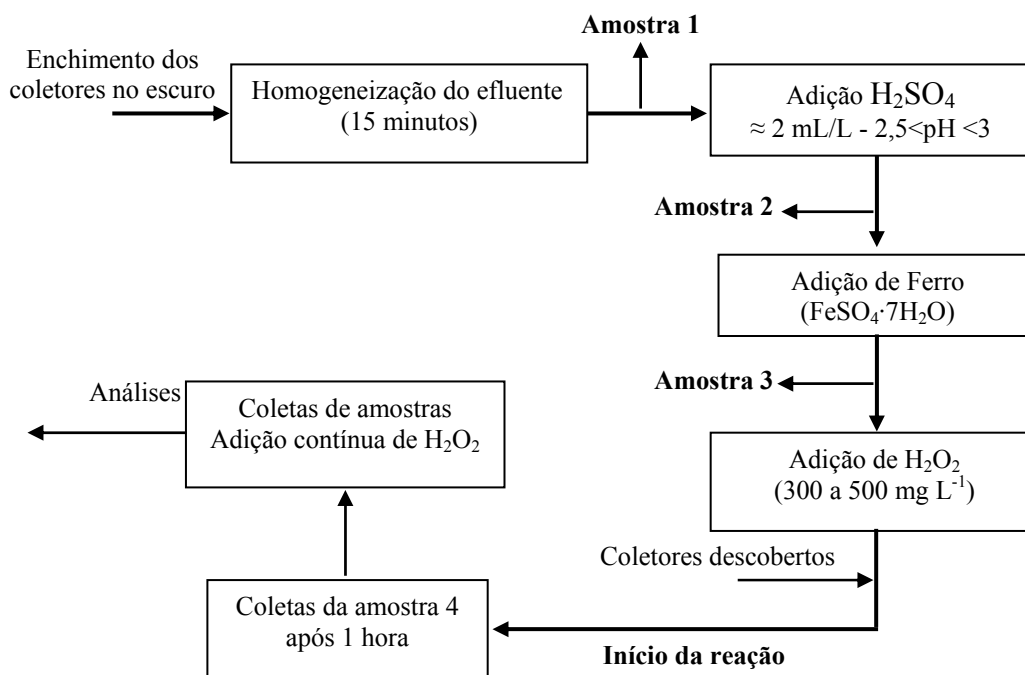 Amostra 1
Enchimento dos
coletores no escuro
Homogeneização do efluente
(15 minutos)
Adição H₂SO₄
≈ 2 mL/L - 2,5<pH <3
Amostra 2
Adição de Ferro
(FeSO₄·7H₂O)
Amostra 3
Adição de H₂O₂
(300 a 500 mg L⁻¹)
Coletores descobertos
Início da reação
Coletas da amostra 4
após 1 hora
Coletas de amostras
Adição contínua de H₂O₂
Análises